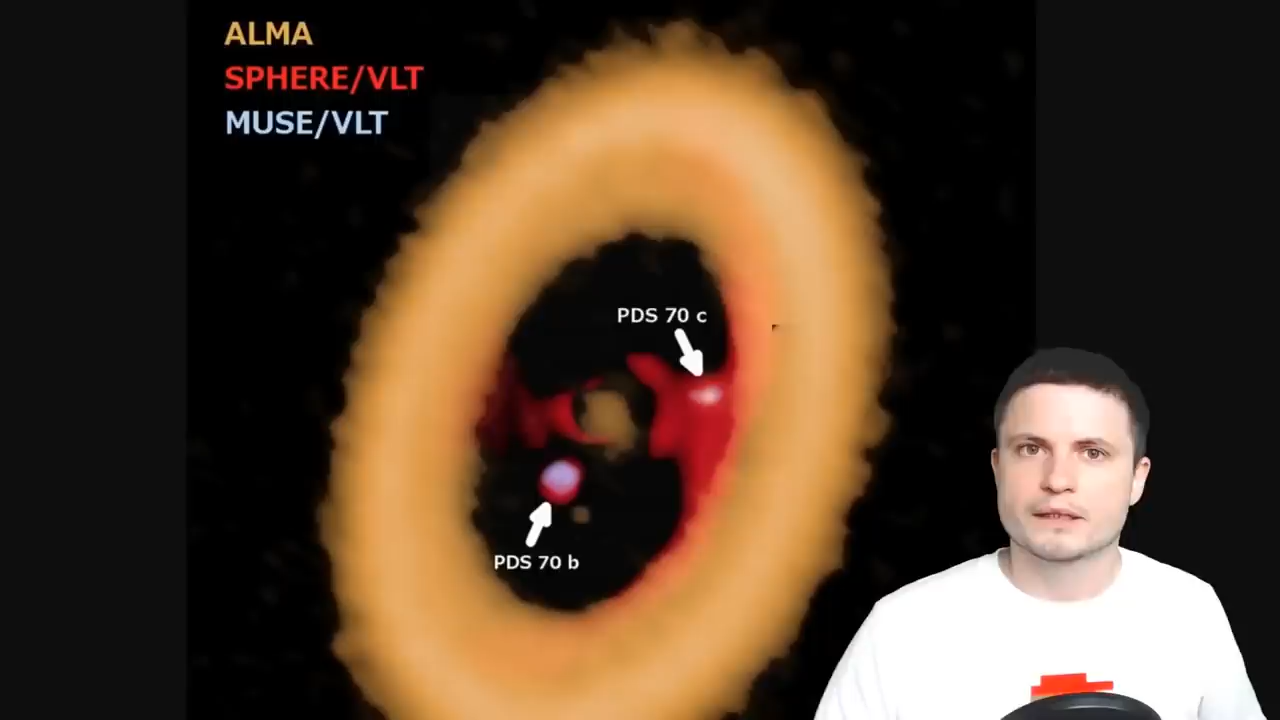 ALMA
SPHERE/VLT
MUSE/VLT
PDS 70 c
PDS 70 b